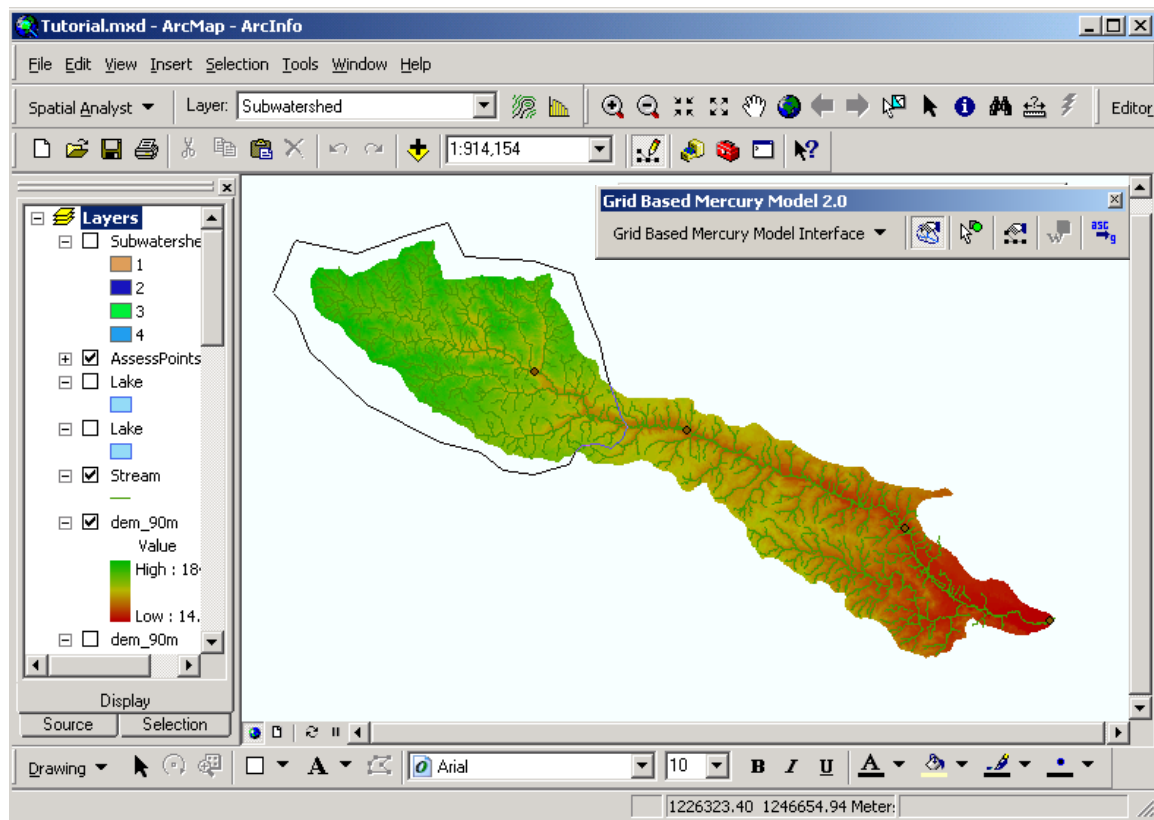 Tutorial.mxd - ArcMap - ArcInfo
File Edit View Insert Selection Tools Window Help
Spatial Analyst Layer: Subwatershed Editor
1:914,154
Grid Based Mercury Model 2.0
Grid Based Mercury Model Interface asc g
Layers
Subwatershe
1
2
3
4
AssessPoints
Lake
Lake
Stream
dem_90m
Value
High : 18
Low : 14.
dem_90m
Display
Source Selection
Drawing A Arial 10 B I U A
1226323.40 1246654.94 Meter